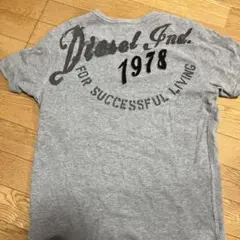 Diesel Ind.
1978
FOR SUCCESSFUL LIVING